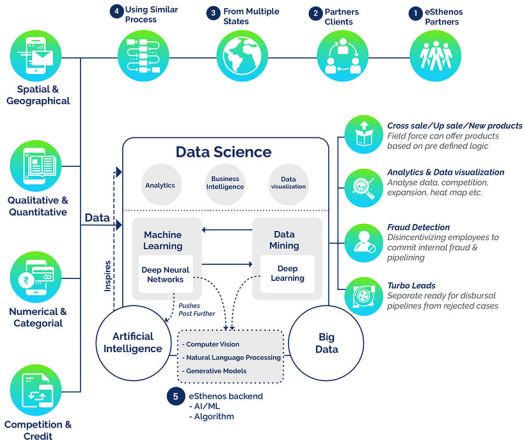 4 Using Similar
Process
3 From Multiple
States
2 Partners
Clients
1 eSthenos
Partners
Spatial &
Geographical
Qualitative &
Quantitative
Data
Numerical &
Categorial
Competition &
Credit
Inspires
Data Science
Analytics
Business
Intelligence
Data
visualization
Machine
Learning
Deep Neural
Networks
Data
Mining
Deep
Learning
Pushes
Past Further
Artificial
Intelligence
Big
Data
- Computer Vision
- Natural Language Processing
- Generative Models
5 eSthenos backend
- AI/ML
- Algorithm
Cross sale/Up sale/New products
Field force can offer products
based on pre defined logic
Analytics & Data visualization
Analyse data, competition,
expansion, heat map etc.
Fraud Detection
Disincentivizing employees to
commit internal fraud &
pipelining
Turbo Leads
Separate ready for disbursal
pipelines from rejected cases